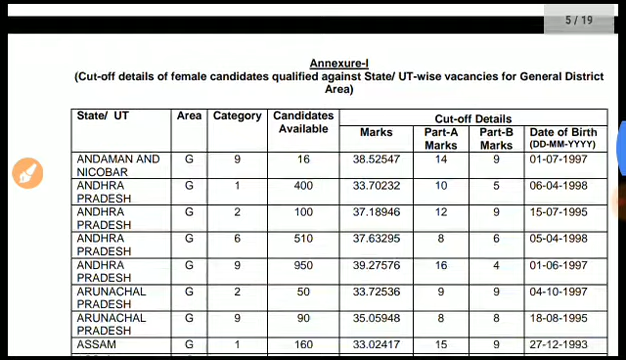 5 / 19
Annexure-I
(Cut-off details of female candidates qualified against State/ UT-wise vacancies for General District
Area)
State/ UT Area Category Candidates Available Cut-off Details
Marks Part-A Marks Part-B Marks Date of Birth (DD-MM-YYYY)
ANDAMAN AND NICOBAR G 9 16 38.52547 14 9 01-07-1997
ANDHRA PRADESH G 1 400 33.70232 10 5 06-04-1998
ANDHRA PRADESH G 2 100 37.18946 12 9 15-07-1995
ANDHRA PRADESH G 6 510 37.63295 8 6 05-04-1998
ANDHRA PRADESH G 9 950 39.27576 16 4 01-06-1997
ARUNACHAL PRADESH G 2 50 33.72536 9 9 04-10-1997
ARUNACHAL PRADESH G 9 90 35.05948 8 8 18-08-1995
ASSAM G 1 160 33.02417 15 9 27-12-1993